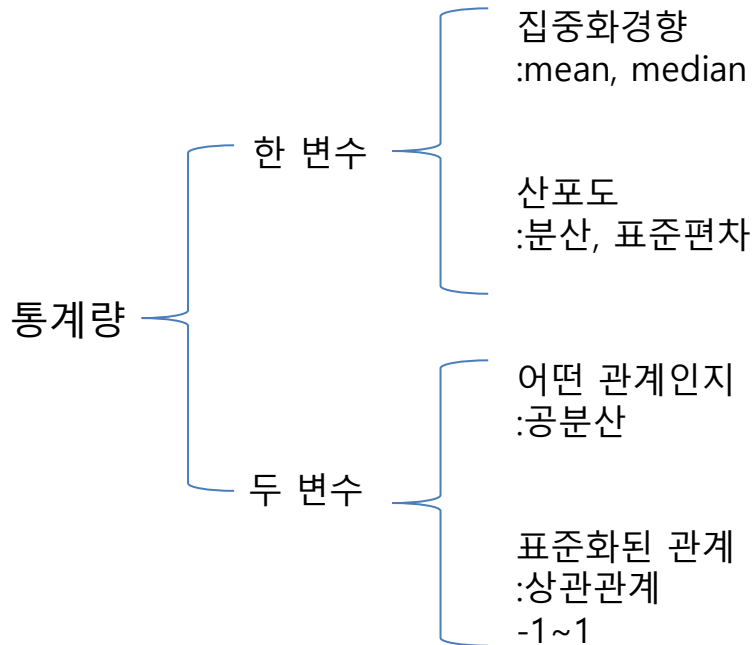 집중화경향
:mean, median
한 변수
산포도
:분산, 표준편차
통계량
어떤 관계인지
:공분산
두 변수
표준화된 관계
:상관관계
-1~1